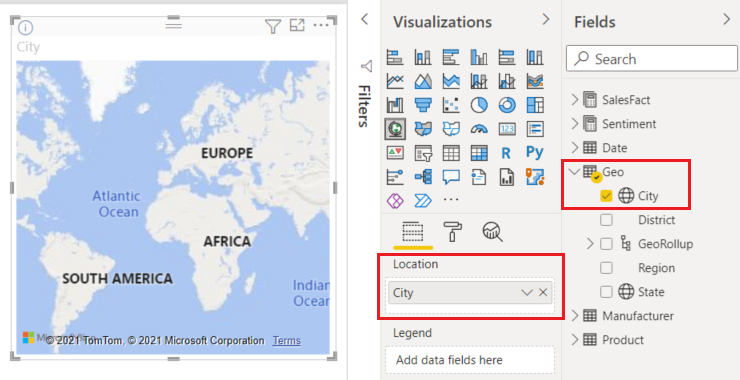 City
EUROPE
Atlantic
Ocean
AFRICA
SOUTH AMERICA
Indian
Ocean
© 2021 TomTom, © 2021 Microsoft Corporation Terms
Filters
Visualizations
123
R
Py
Location
City
Legend
Add data fields here
Fields
Search
SalesFact
Sentiment
Date
Geo
City
District
GeoRollup
Region
State
Manufacturer
Product